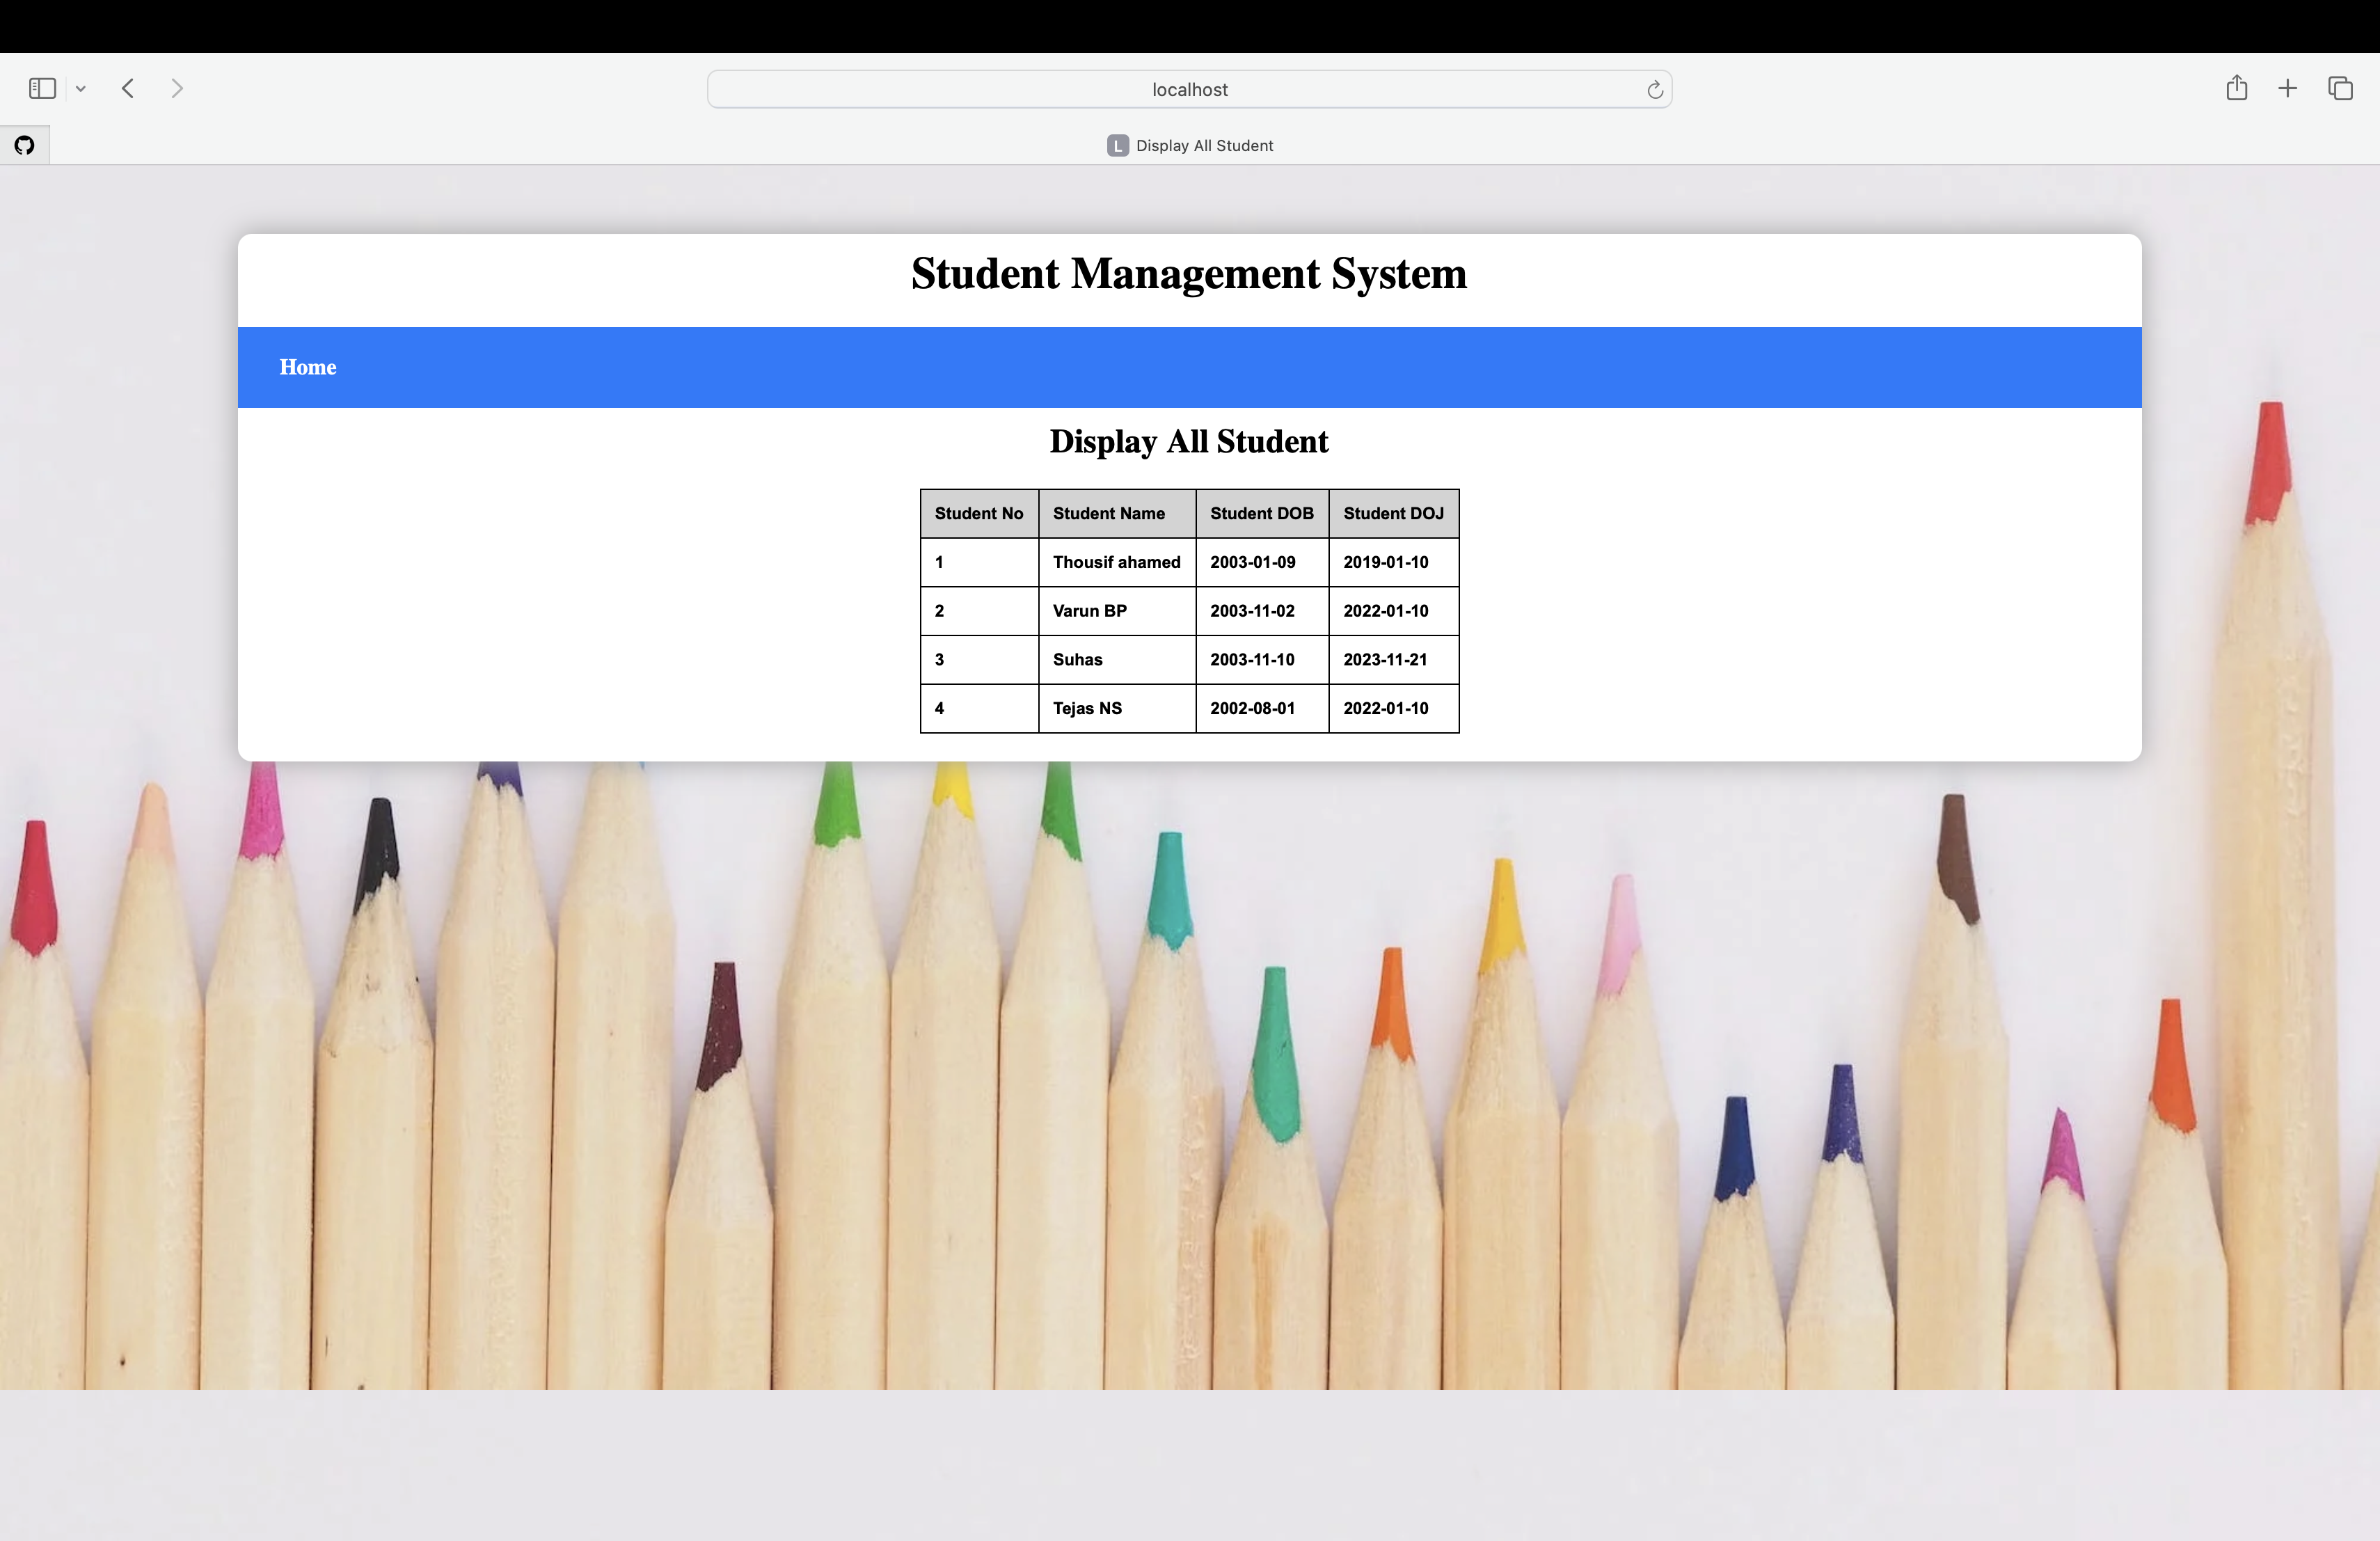 localhost
L Display All Student
Student Management System
Home
Display All Student
Student No Student Name Student DOB Student DOJ
1 Thousif ahamed 2003-01-09 2019-01-10
2 Varun BP 2003-11-02 2022-01-10
3 Suhas 2003-11-10 2023-11-21
4 Tejas NS 2002-08-01 2022-01-10